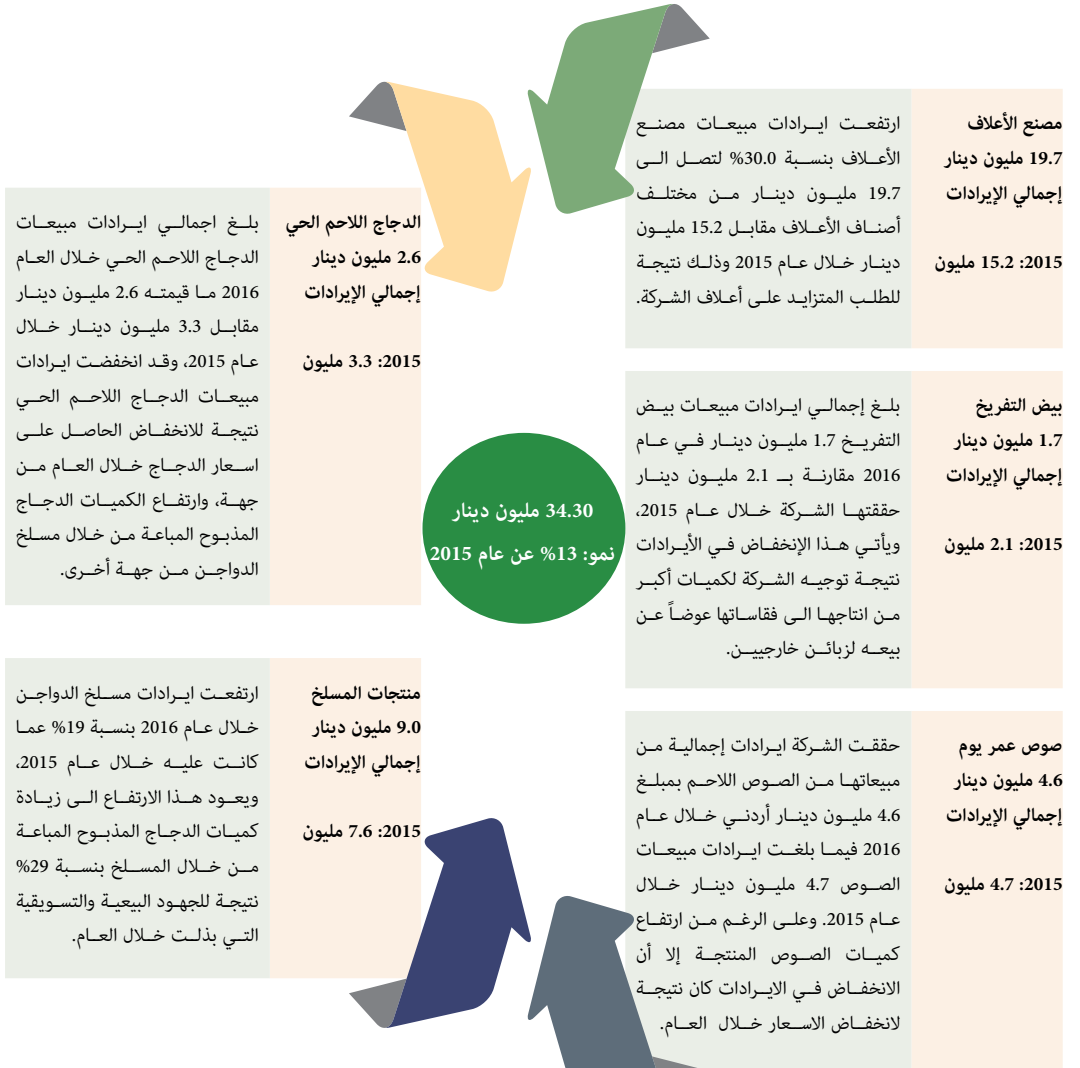 مصنع الأعلاف
19.7 مليون دينار
إجمالي الإيرادات
2015: 15.2 مليون
ارتفعت ايرادات مبيعات مصنع
الأعلاف بنسبة 30.0% لتصل الى
19.7 مليون دينار من مختلف
أصناف الأعلاف مقابل 15.2 مليون
دينار خلال عام 2015 وذلك نتيجة
للطلب المتزايد على أعلاف الشركة.
بيض التفريخ
1.7 مليون دينار
إجمالي الإيرادات
2015: 2.1 مليون
بلغ إجمالي ايرادات مبيعات بيض
التفريخ 1.7 مليون دينار في عام
2016 مقارنة بـ 2.1 مليون دينار
حققتها الشركة خلال عام 2015،
ويأتي هذا الإنخفاض في الأيرادات
نتيجة توجيه الشركة لكميات أكبر
من انتاجها الى فقاساتها عوضاً عن
بيعه لزبائن خارجيين.
صوص عمر يوم
4.6 مليون دينار
إجمالي الإيرادات
2015: 4.7 مليون
حققت الشركة ايرادات إجمالية من
مبيعاتها من الصوص اللاحم بمبلغ
4.6 مليون دينار أردني خلال عام
2016 فيما بلغت ايرادات مبيعات
الصوص 4.7 مليون دينار خلال
عام 2015. وعلى الرغم من ارتفاع
كميات الصوص المنتجة إلا أن
الانخفاض في الايرادات كان نتيجة
لانخفاض الاسعار خلال العام.
34.30 مليون دينار
نمو: 13% عن عام 2015
الدجاج اللاحم الحي
2.6 مليون دينار
إجمالي الإيرادات
2015: 3.3 مليون
بلغ اجمالي ايرادات مبيعات
الدجاج اللاحم الحي خلال العام
2016 ما قيمته 2.6 مليون دينار
مقابل 3.3 مليون دينار خلال
عام 2015، وقد انخفضت ايرادات
مبيعات الدجاج اللاحم الحي
نتيجة للانخفاض الحاصل على
اسعار الدجاج خلال العام من
جهة، وارتفاع الكميات الدجاج
المذبوح المباعة من خلال مسلخ
الدواجن من جهة أخرى.
منتجات المسلخ
9.0 مليون دينار
إجمالي الإيرادات
2015: 7.6 مليون
ارتفعت ايرادات مسلخ الدواجن
خلال عام 2016 بنسبة 19% عما
كانت عليه خلال عام 2015،
ويعود هذا الارتفاع الى زيادة
كميات الدجاج المذبوح المباعة
من خلال المسلخ بنسبة 29%
نتيجة للجهود البيعية والتسويقية
التي بذلت خلال العام.